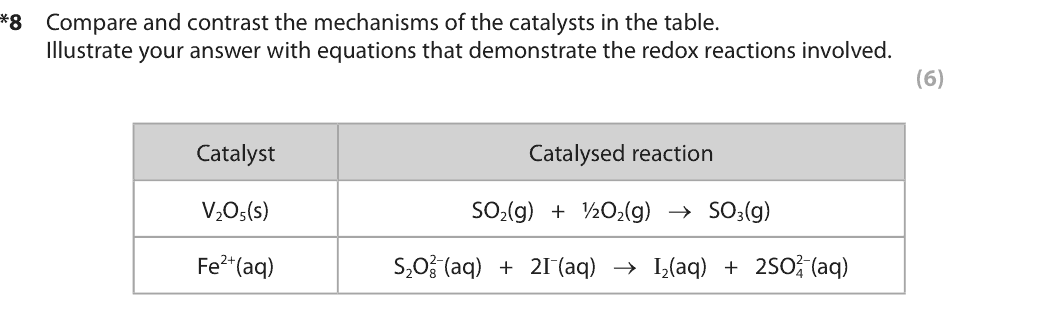 *8 Compare and contrast the mechanisms of the catalysts in the table.
Illustrate your answer with equations that demonstrate the redox reactions involved.
(6)
Catalyst Catalysed reaction
V₂O₅(s) SO₂(g) + ½O₂(g) → SO₃(g)
Fe²⁺(aq) S₂O₈²⁻(aq) + 2I⁻(aq) → I₂(aq) + 2SO₄²⁻(aq)